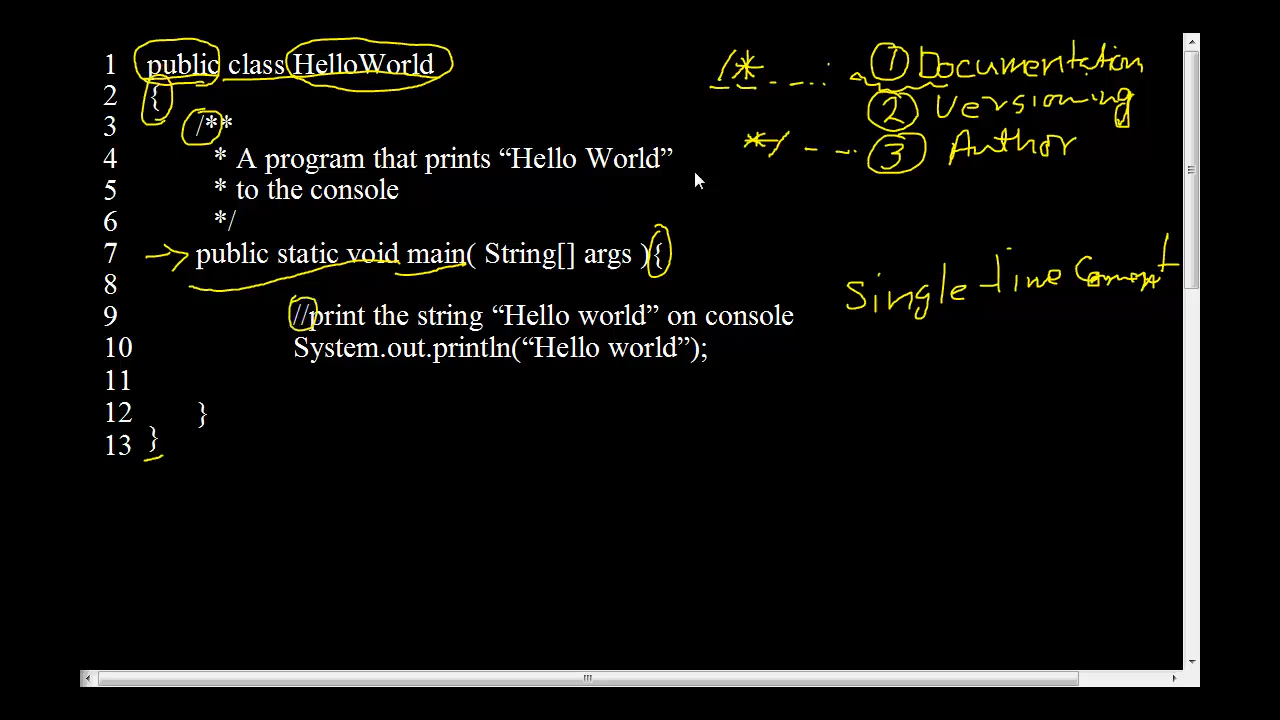 1 public class HelloWorld
2 {
3 /**
4 * A program that prints “Hello World”
5 * to the console
6 */
7 public static void main( String[] args ){
8
9 //print the string “Hello world” on console
10 System.out.println(“Hello world”);
11
12 }
13 }
/* - - - . . 1 Documentation
2 Versioning
*/ - - - 3 Author
Single-line Comment